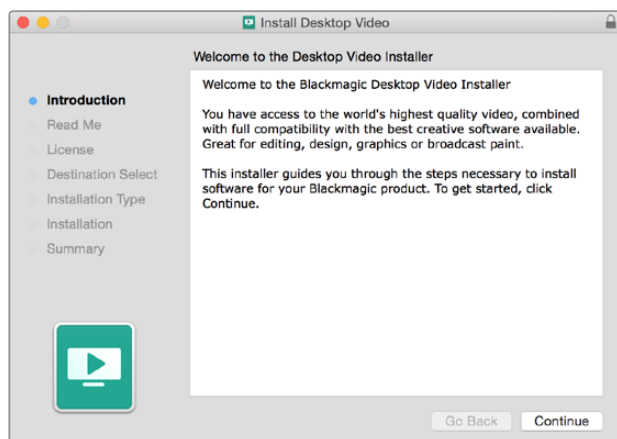 Install Desktop Video
Welcome to the Desktop Video Installer
Introduction
Read Me
License
Destination Select
Installation Type
Installation
Summary
Welcome to the Blackmagic Desktop Video Installer
You have access to the world's highest quality video, combined
with full compatibility with the best creative software available.
Great for editing, design, graphics or broadcast paint.
This installer guides you through the steps necessary to install
software for your Blackmagic product. To get started, click
Continue.
Go Back
Continue